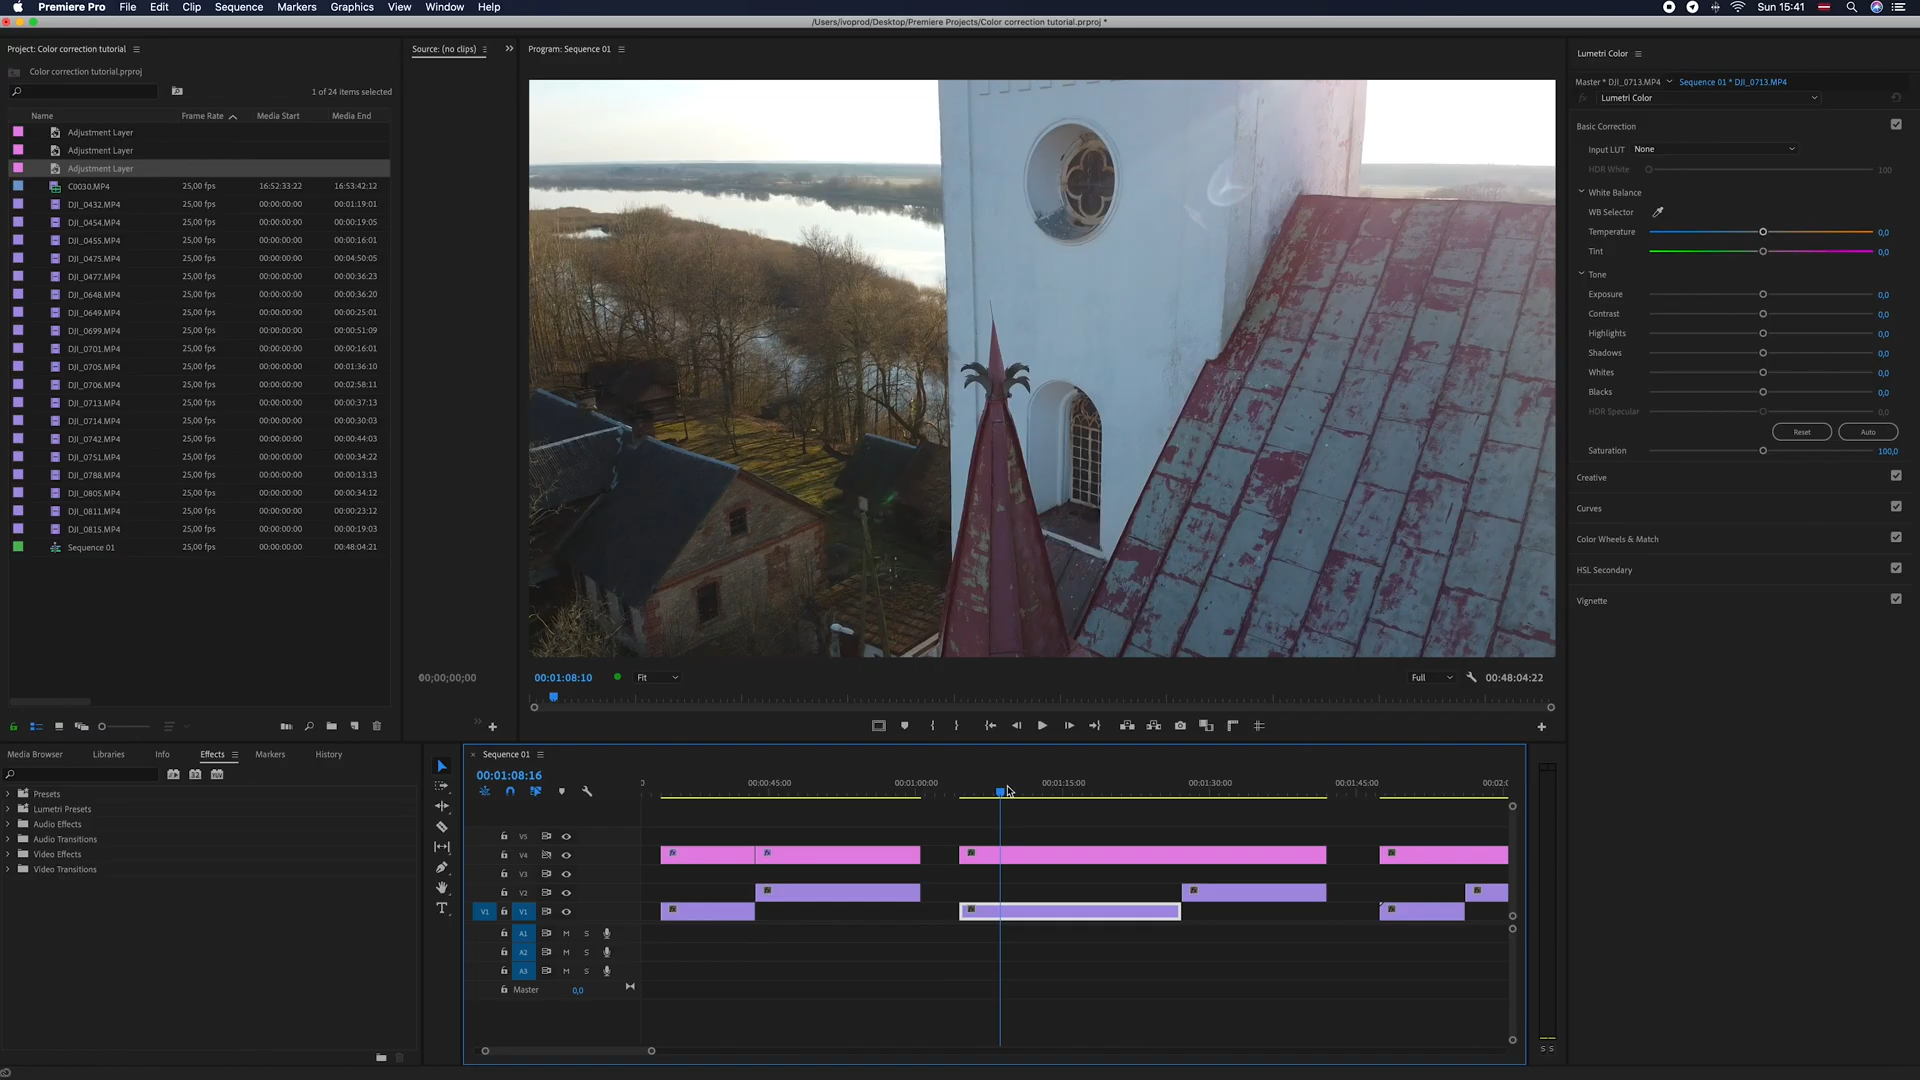 Premiere Pro File Edit Clip Sequence Markers Graphics View Window Help Sun 15:41
/Users/ivoprod/Desktop/Premiere Projects/Color correction tutorial.prproj *
Project: Color correction tutorial
Color correction tutorial.prproj
1 of 24 items selected
Name Frame Rate Media Start Media End
Adjustment Layer
Adjustment Layer
Adjustment Layer
C0030.MP4 25,00 fps 16:52:33:22 16:53:42:12
DJI_0432.MP4 25,00 fps 00:00:00:00 00:01:19:01
DJI_0454.MP4 25,00 fps 00:00:00:00 00:00:19:05
DJI_0455.MP4 25,00 fps 00:00:00:00 00:00:16:01
DJI_0475.MP4 25,00 fps 00:00:00:00 00:04:50:05
DJI_0477.MP4 25,00 fps 00:00:00:00 00:00:36:23
DJI_0648.MP4 25,00 fps 00:00:00:00 00:00:36:20
DJI_0649.MP4 25,00 fps 00:00:00:00 00:00:25:01
DJI_0699.MP4 25,00 fps 00:00:00:00 00:00:51:09
DJI_0701.MP4 25,00 fps 00:00:00:00 00:00:16:01
DJI_0705.MP4 25,00 fps 00:00:00:00 00:01:36:10
DJI_0706.MP4 25,00 fps 00:00:00:00 00:02:58:11
DJI_0713.MP4 25,00 fps 00:00:00:00 00:00:37:13
DJI_0714.MP4 25,00 fps 00:00:00:00 00:00:30:03
DJI_0742.MP4 25,00 fps 00:00:00:00 00:00:44:03
DJI_0751.MP4 25,00 fps 00:00:00:00 00:00:34:22
DJI_0788.MP4 25,00 fps 00:00:00:00 00:00:13:13
DJI_0805.MP4 25,00 fps 00:00:00:00 00:00:34:12
DJI_0811.MP4 25,00 fps 00:00:00:00 00:00:23:12
DJI_0815.MP4 25,00 fps 00:00:00:00 00:00:19:03
Sequence 01 25,00 fps 00:00:00:00 00:48:04:21
Source: (no clips)
00;00;00;00
Program: Sequence 01
00:01:08:10 Fit Full 00:48:04:22
Lumetri Color
Master * DJI_0713.MP4 Sequence 01 * DJI_0713.MP4
fx Lumetri Color
Basic Correction
Input LUT None
HDR White 100
White Balance
WB Selector
Temperature 0,0
Tint 0,0
Tone
Exposure 0,0
Contrast 0,0
Highlights 0,0
Shadows 0,0
Whites 0,0
Blacks 0,0
HDR Specular 0,0
Reset Auto
Saturation 100,0
Creative
Curves
Color Wheels & Match
HSL Secondary
Vignette
Media Browser Libraries Info Effects Markers History
Presets
Lumetri Presets
Audio Effects
Audio Transitions
Video Effects
Video Transitions
Sequence 01
00:01:08:16
00:00:45:00 00:01:00:00 00:01:15:00 00:01:30:00 00:01:45:00
V5
V4
V3
V2
V1 V1
A1 M S
A2 M S
A3 M S
Master 0,0
S S